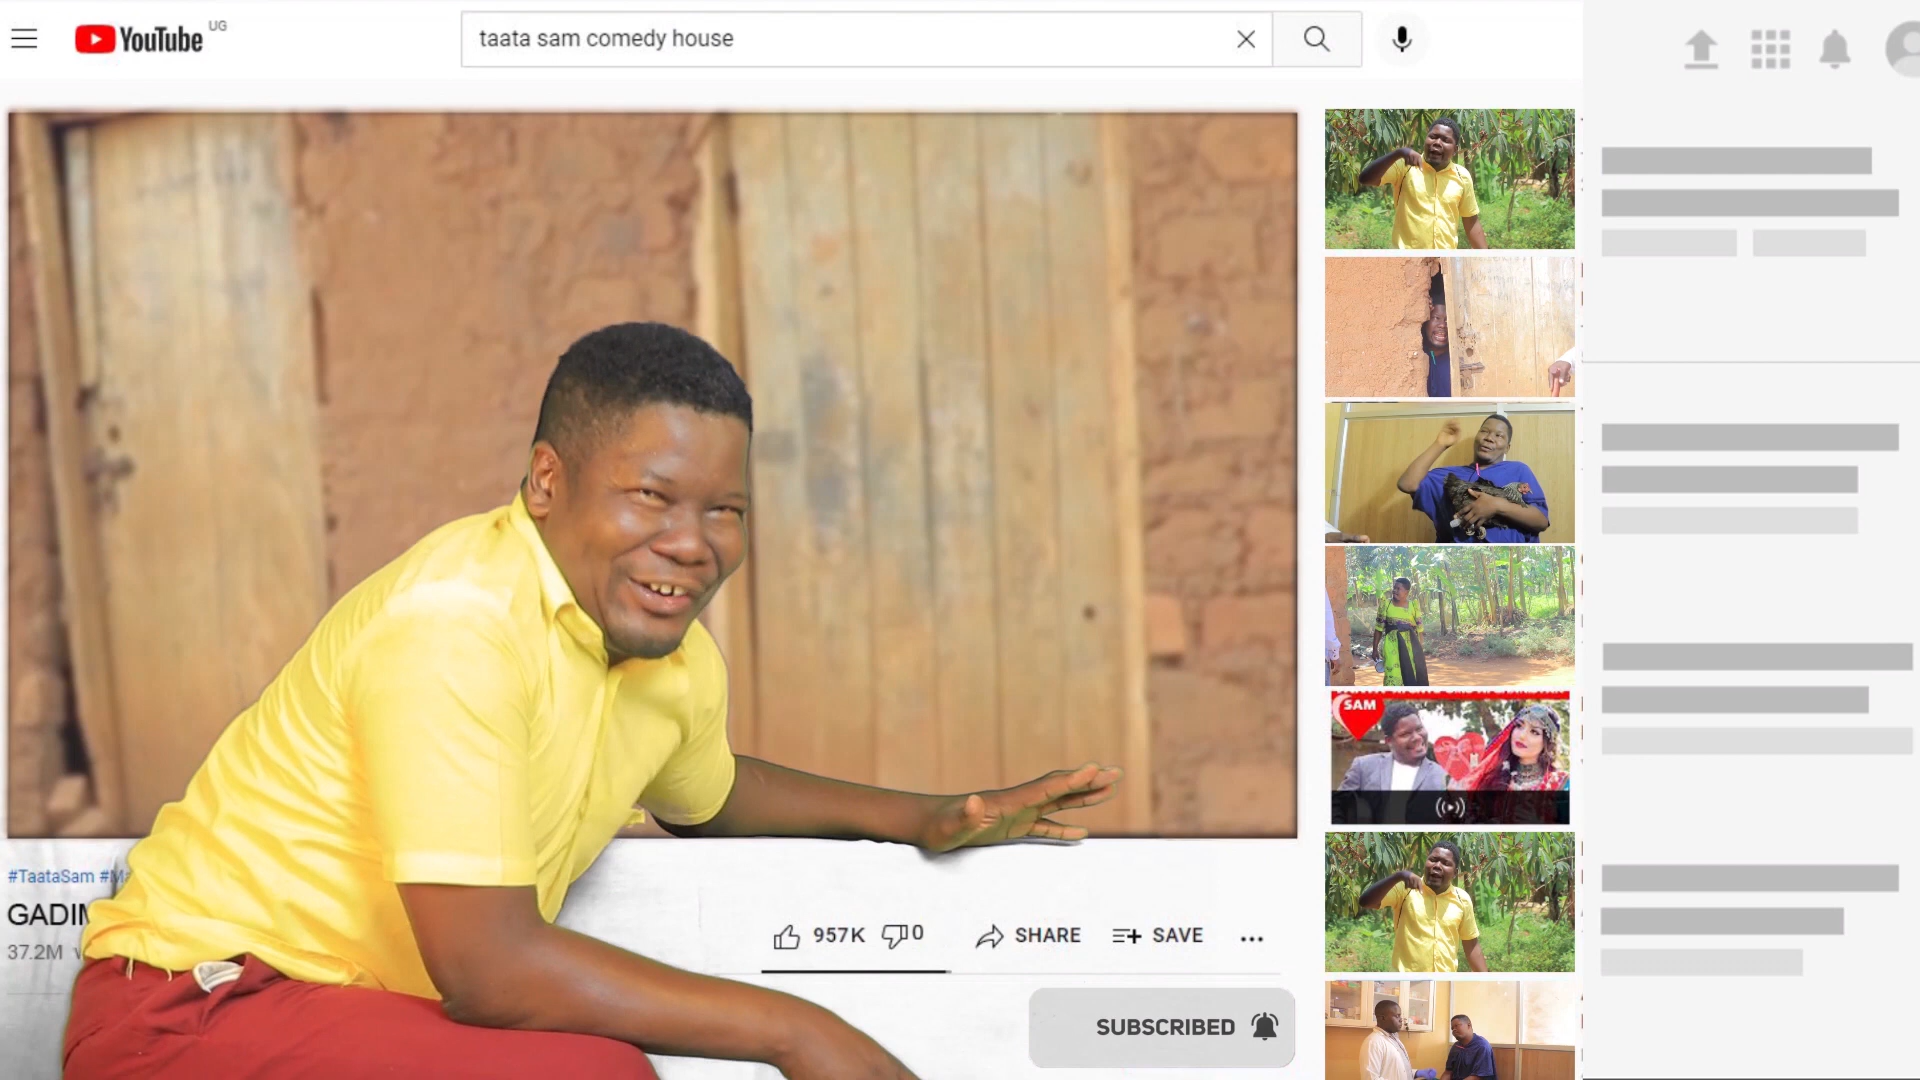 YouTube UG
taata sam comedy house
SAM
#TaataSam
37.2M
957K
0
SHARE
SAVE
SUBSCRIBED